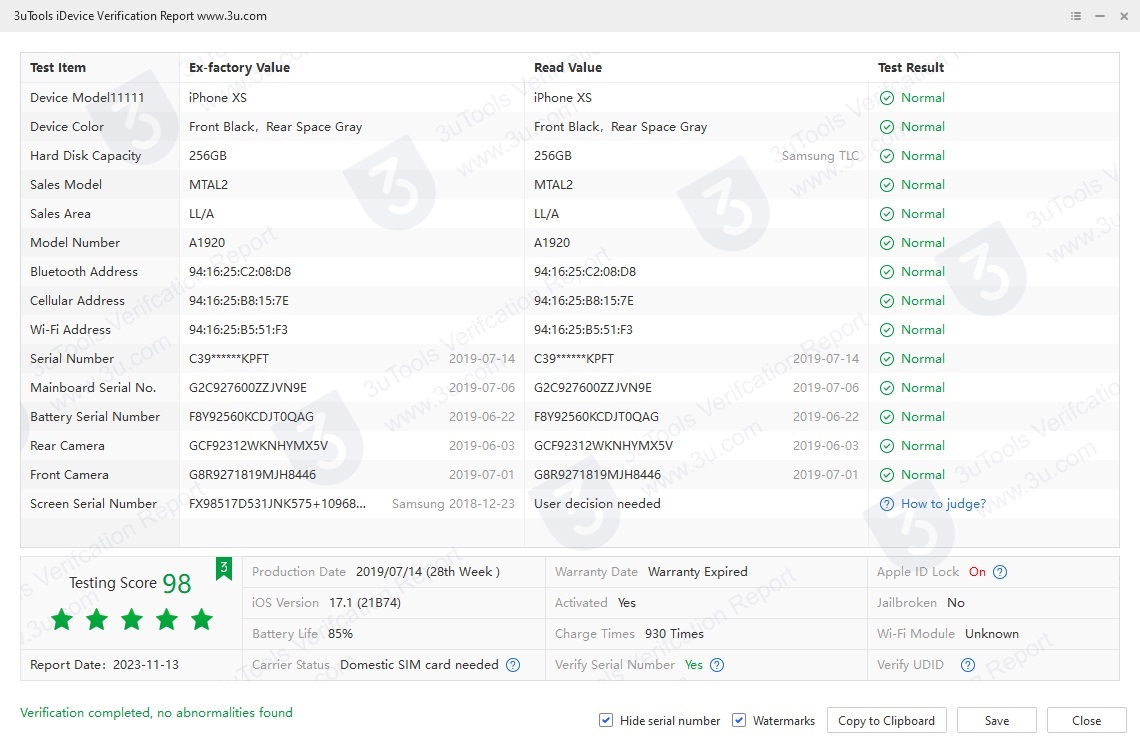 3uTools iDevice Verification Report www.3u.com
Test Item Ex-factory Value Read Value Test Result
Device Model11111 iPhone XS iPhone XS Normal
Device Color Front Black, Rear Space Gray Front Black, Rear Space Gray Normal
Hard Disk Capacity 256GB 256GB Samsung TLC Normal
Sales Model MTAL2 MTAL2 Normal
Sales Area LL/A LL/A Normal
Model Number A1920 A1920 Normal
Bluetooth Address 94:16:25:C2:08:D8 94:16:25:C2:08:D8 Normal
Cellular Address 94:16:25:B8:15:7E 94:16:25:B8:15:7E Normal
Wi-Fi Address 94:16:25:B5:51:F3 94:16:25:B5:51:F3 Normal
Serial Number C39******KPFT 2019-07-14 C39******KPFT 2019-07-14 Normal
Mainboard Serial No. G2C927600ZZJVN9E 2019-07-06 G2C927600ZZJVN9E 2019-07-06 Normal
Battery Serial Number F8Y92560KCDJT0QAG 2019-06-22 F8Y92560KCDJT0QAG 2019-06-22 Normal
Rear Camera GCF92312WKNHYMX5V 2019-06-03 GCF92312WKNHYMX5V 2019-06-03 Normal
Front Camera G8R9271819MJH8446 2019-07-01 G8R9271819MJH8446 2019-07-01 Normal
Screen Serial Number FX98517D531JNK575+10968... Samsung 2018-12-23 User decision needed How to judge?
Testing Score 98 3
Production Date 2019/07/14 (28th Week ) Warranty Date Warranty Expired Apple ID Lock On
iOS Version 17.1 (21B74) Activated Yes Jailbroken No
Battery Life 85% Charge Times 930 Times Wi-Fi Module Unknown
Report Date: 2023-11-13 Carrier Status Domestic SIM card needed Verify Serial Number Yes Verify UDID
Verification completed, no abnormalities found
Hide serial number Watermarks Copy to Clipboard Save Close
3uTools Verifcation Report
www.3u.com